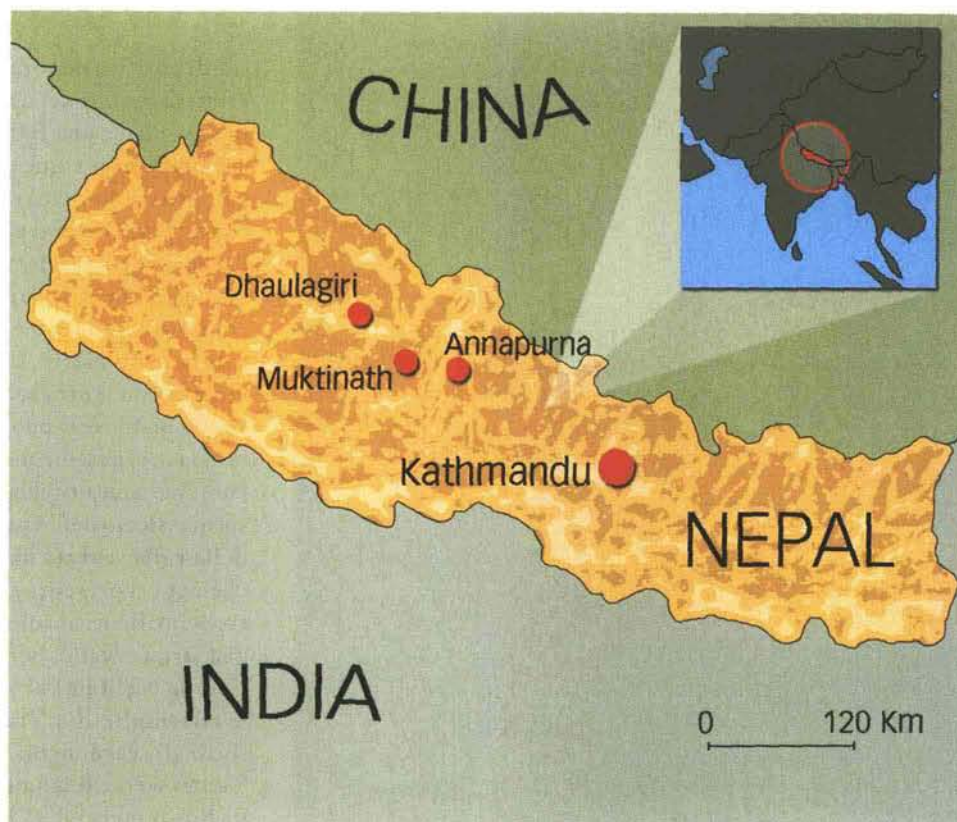 CHINA
Dhaulagiri
Annapurna
Muktinath
Kathmandu
NEPAL
INDIA
0 120 Km